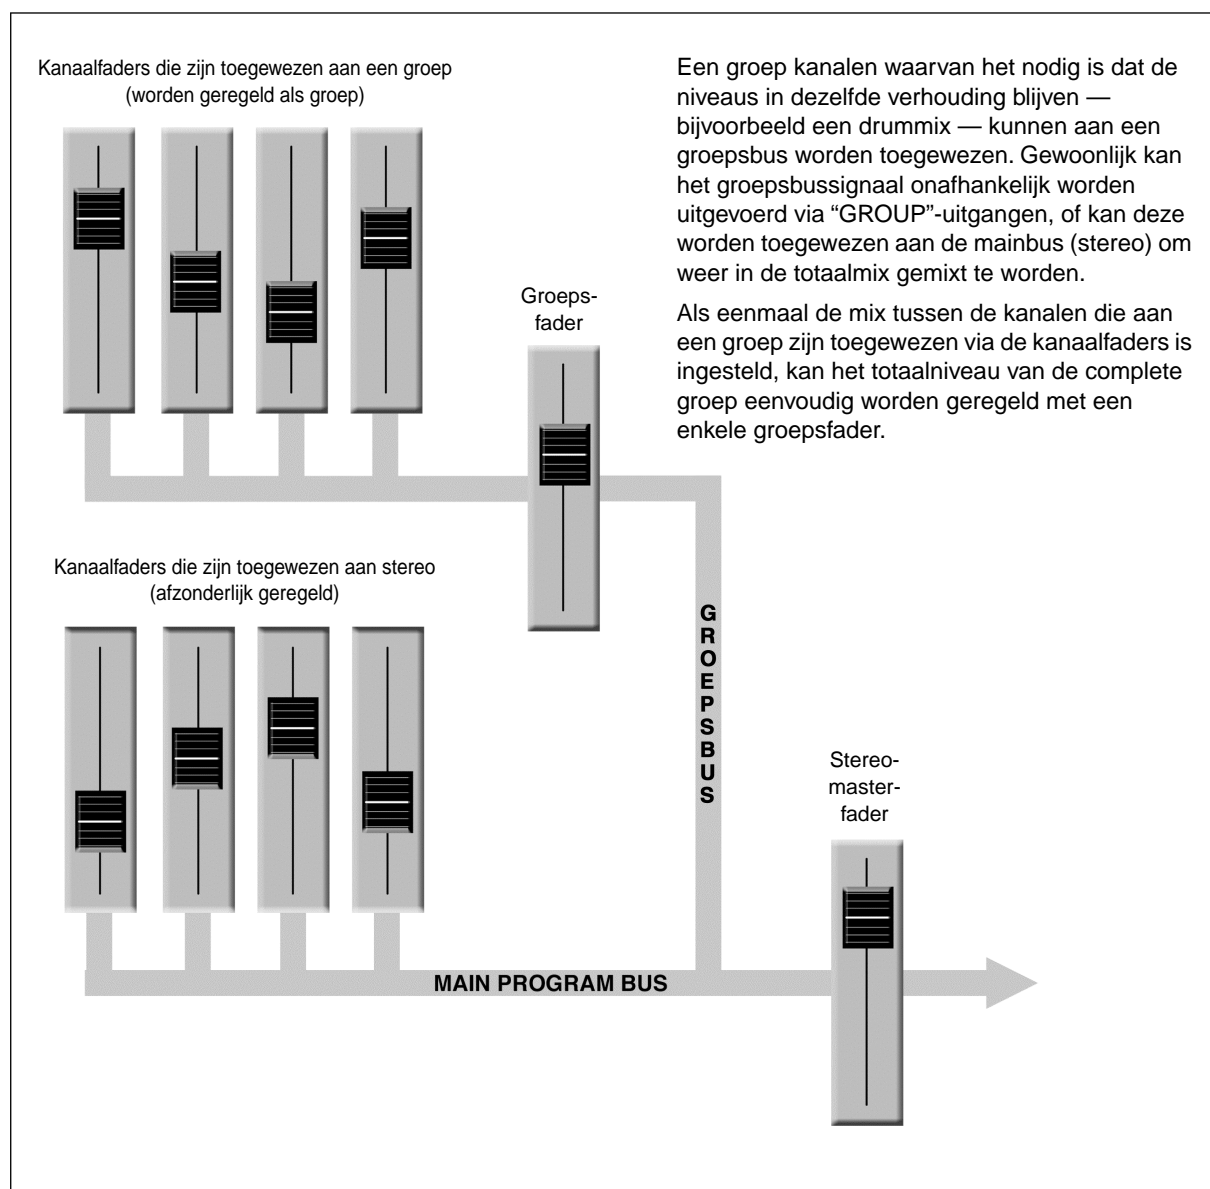 Kanaalfaders die zijn toegewezen aan een groep
(worden geregeld als groep)
Een groep kanalen waarvan het nodig is dat de
niveaus in dezelfde verhouding blijven —
bijvoorbeeld een drummix — kunnen aan een
groepsbus worden toegewezen. Gewoonlijk kan
het groepsbussignaal onafhankelijk worden
uitgevoerd via “GROUP”-uitgangen, of kan deze
worden toegewezen aan de mainbus (stereo) om
weer in de totaalmix gemixt te worden.
Als eenmaal de mix tussen de kanalen die aan
een groep zijn toegewezen via de kanaalfaders is
ingesteld, kan het totaalniveau van de complete
groep eenvoudig worden geregeld met een
enkele groepsfader.
Groeps-
fader
Kanaalfaders die zijn toegewezen aan stereo
(afzonderlijk geregeld)
GROEPSBUS
Stereo-
master-
fader
MAIN PROGRAM BUS